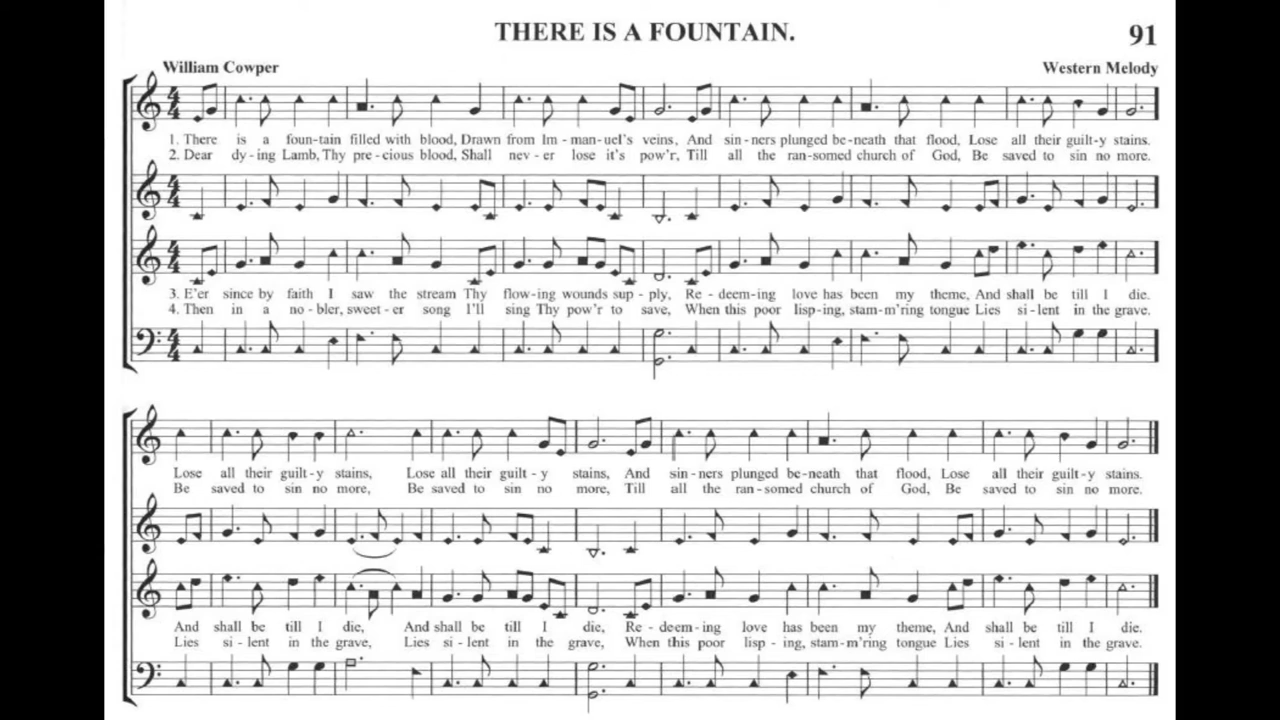 THERE IS A FOUNTAIN.
91
William Cowper
Western Melody
4 4
1. There is a foun-tain filled with blood, Drawn from Im-man-uel's veins, And sin-ners plunged be-neath that flood, Lose all their guilt-y stains.
2. Dear dy-ing Lamb, Thy pre-cious blood, Shall nev-er lose it's pow'r, Till all the ran-somed church of God, Be saved to sin no more.
4 4
4 4
3. E'er since by faith I saw the stream Thy flow-ing wounds sup-ply, Re-deem-ing love has been my theme, And shall be till I die.
4. Then in a no-bler, sweet-er song I'll sing Thy pow'r to save, When this poor lisp-ing, stam-m'ring tongue Lies si-lent in the grave.
4 4
Lose all their guilt-y stains, Lose all their guilt-y stains, And sin-ners plunged be-neath that flood, Lose all their guilt-y stains.
Be saved to sin no more, Be saved to sin no more, Till all the ran-somed church of God, Be saved to sin no more.
And shall be till I die, And shall be till I die, Re-deem-ing love has been my theme, And shall be till I die.
Lies si-lent in the grave, Lies si-lent in the grave, When this poor lisp-ing, stam-m'ring tongue Lies si-lent in the grave.